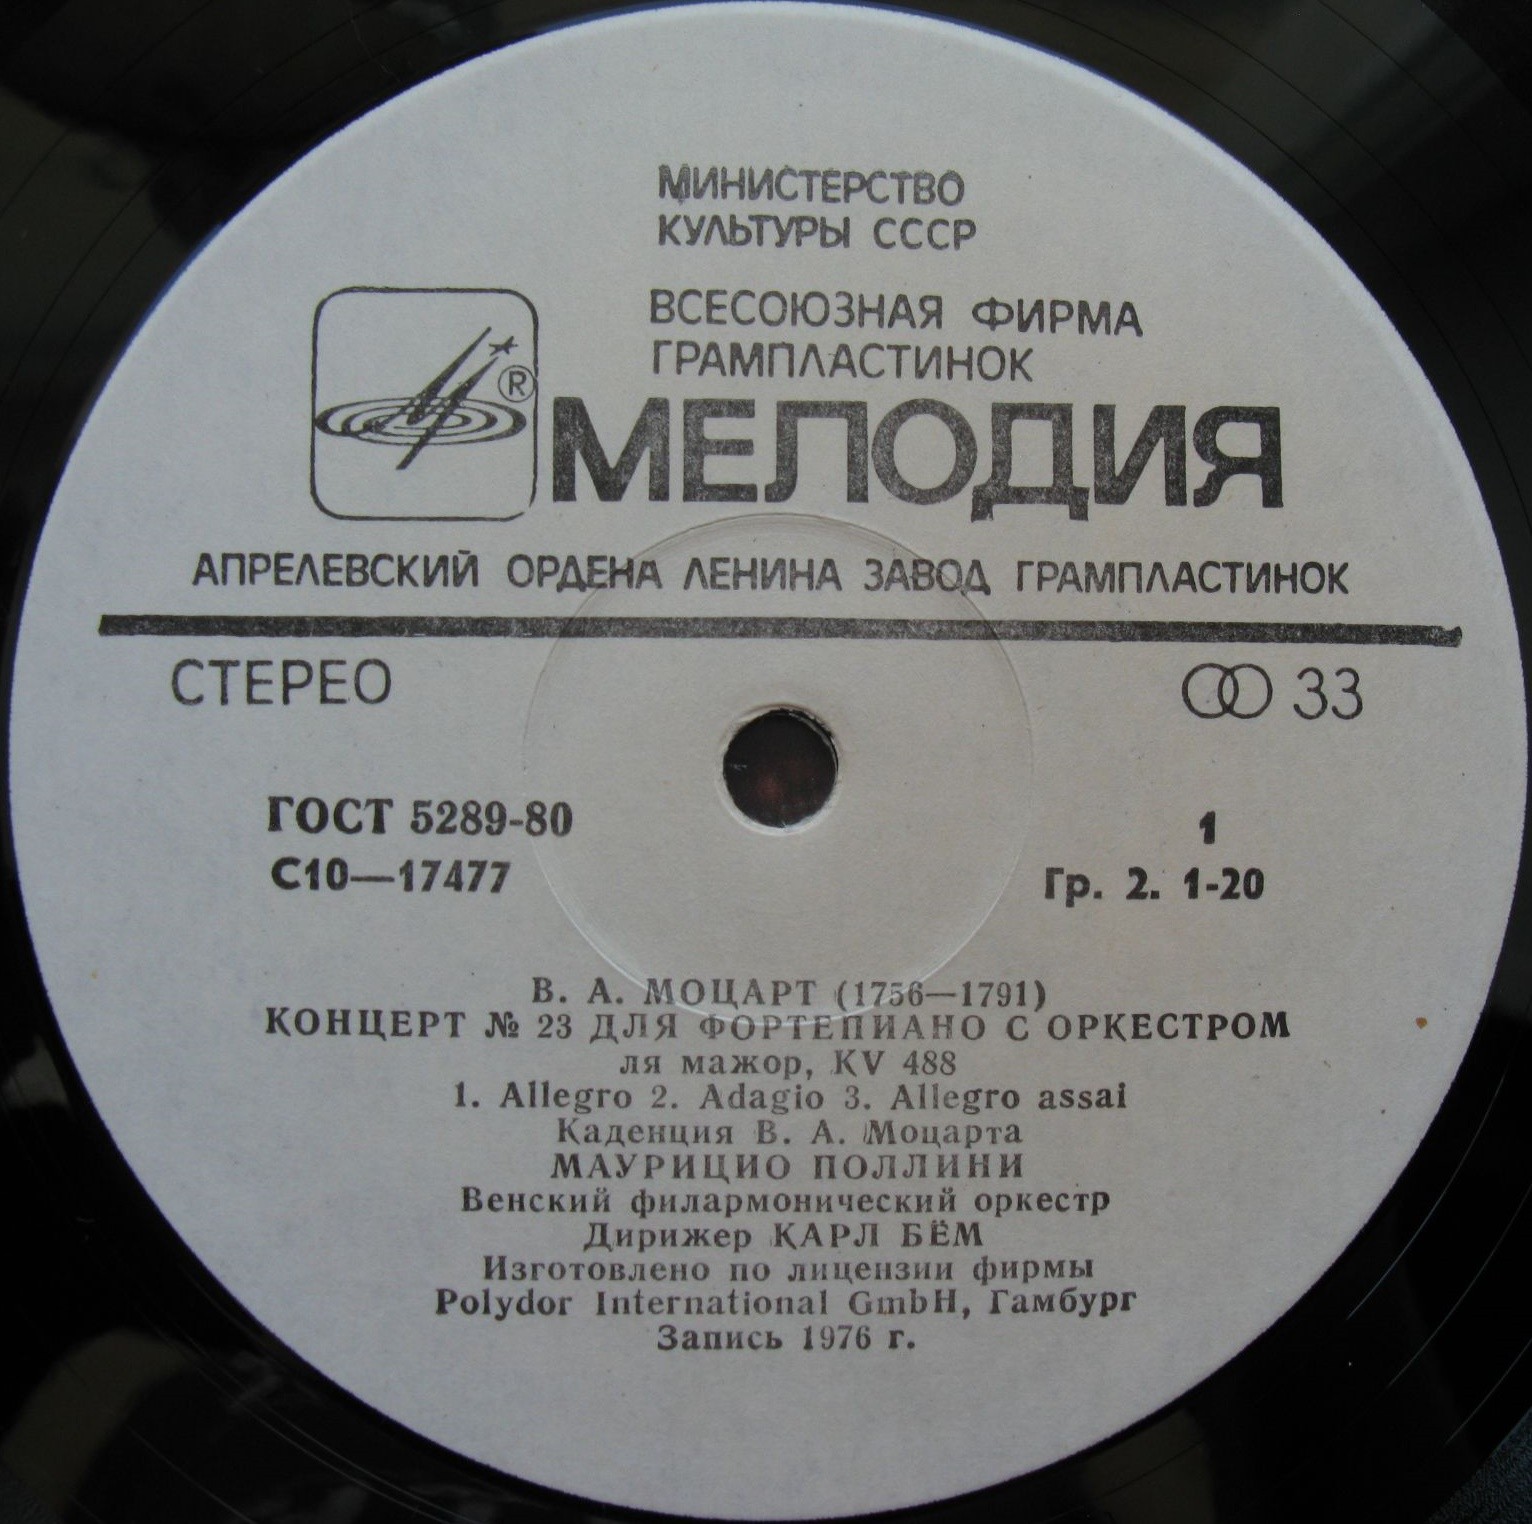 МИНИСТЕРСТВО
КУЛЬТУРЫ СССР
ВСЕСОЮЗНАЯ ФИРМА
ГРАМПЛАСТИНОК
®
МЕЛОДИЯ
АПРЕЛЕВСКИЙ ОРДЕНА ЛЕНИНА ЗАВОД ГРАМПЛАСТИНОК
СТЕРЕО
33
ГОСТ 5289-80
1
С10—17477
Гр. 2. 1-20
В. А. МОЦАРТ (1756—1791)
КОНЦЕРТ № 23 ДЛЯ ФОРТЕПИАНО С ОРКЕСТРОМ
ля мажор, KV 488
1. Allegro 2. Adagio 3. Allegro assai
Каденция В. А. Моцарта
МАУРИЦИО ПОЛЛИНИ
Венский филармонический оркестр
Дирижер КАРЛ БЁМ
Изготовлено по лицензии фирмы
Polydor International GmbH, Гамбург
Запись 1976 г.